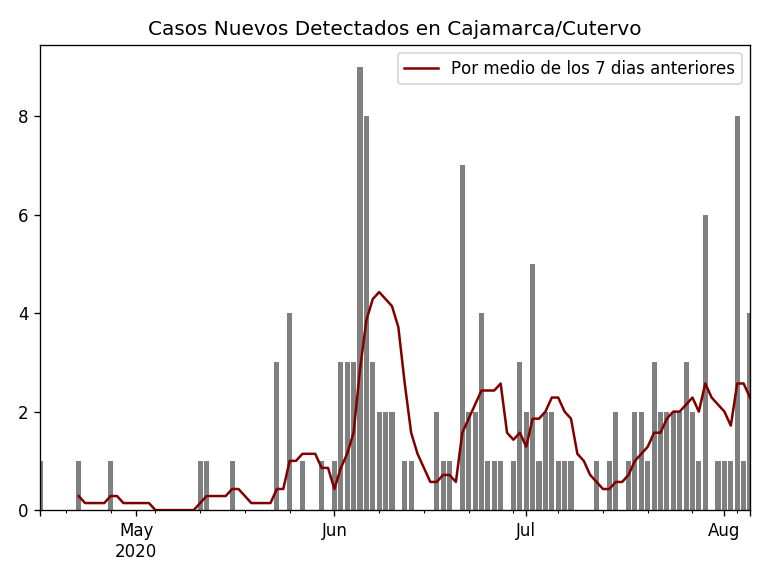 Casos Nuevos Detectados en Cajamarca/Cutervo
Por medio de los 7 dias anteriores
8
6
4
2
0
May
2020
Jun
Jul
Aug